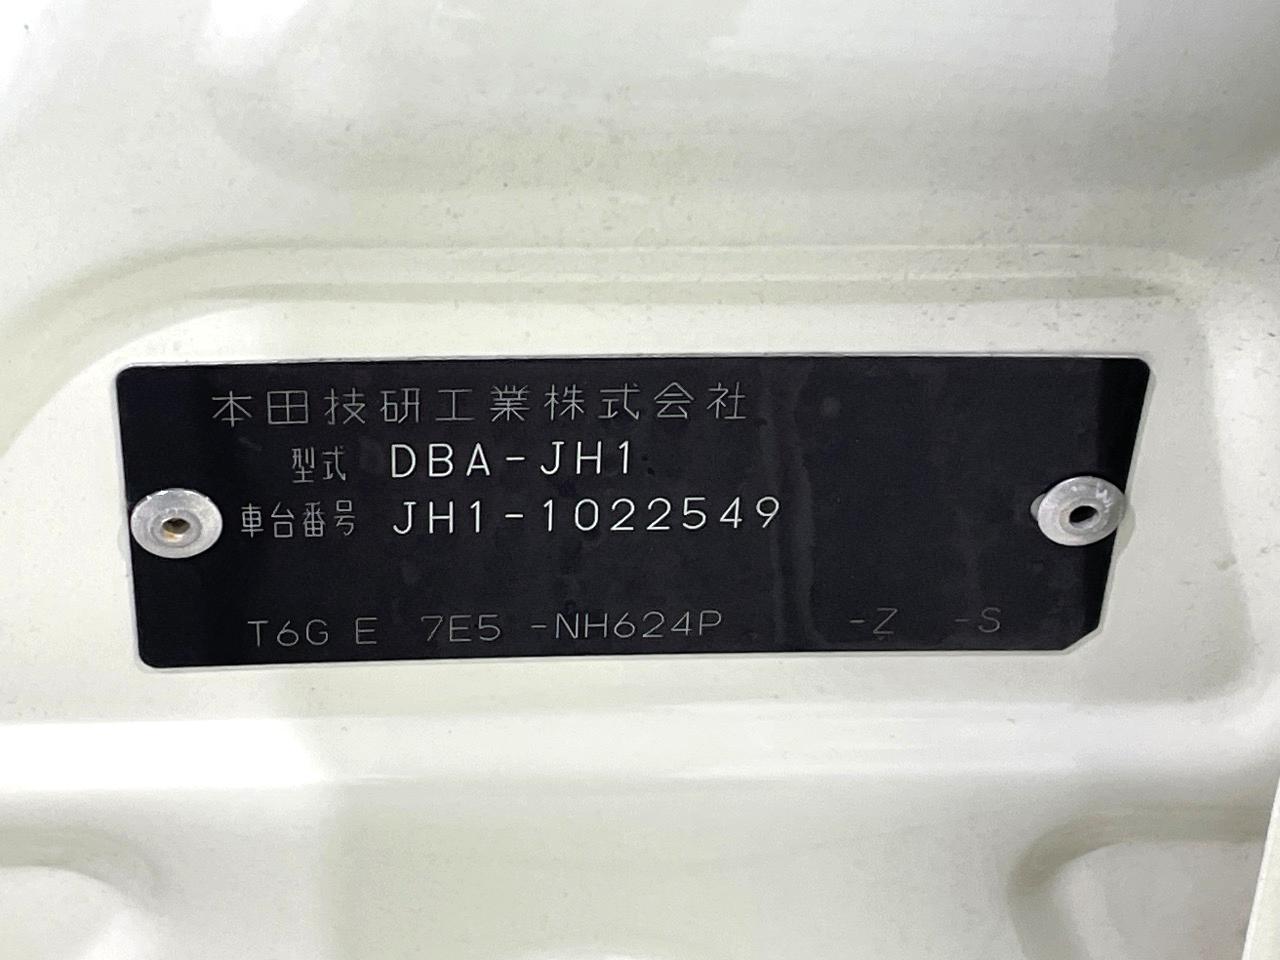 本田技研工業株式会社
型式 DBA-JH1
車台番号 JH1-1022549
T6G E 7E5 -NH624P -Z -S